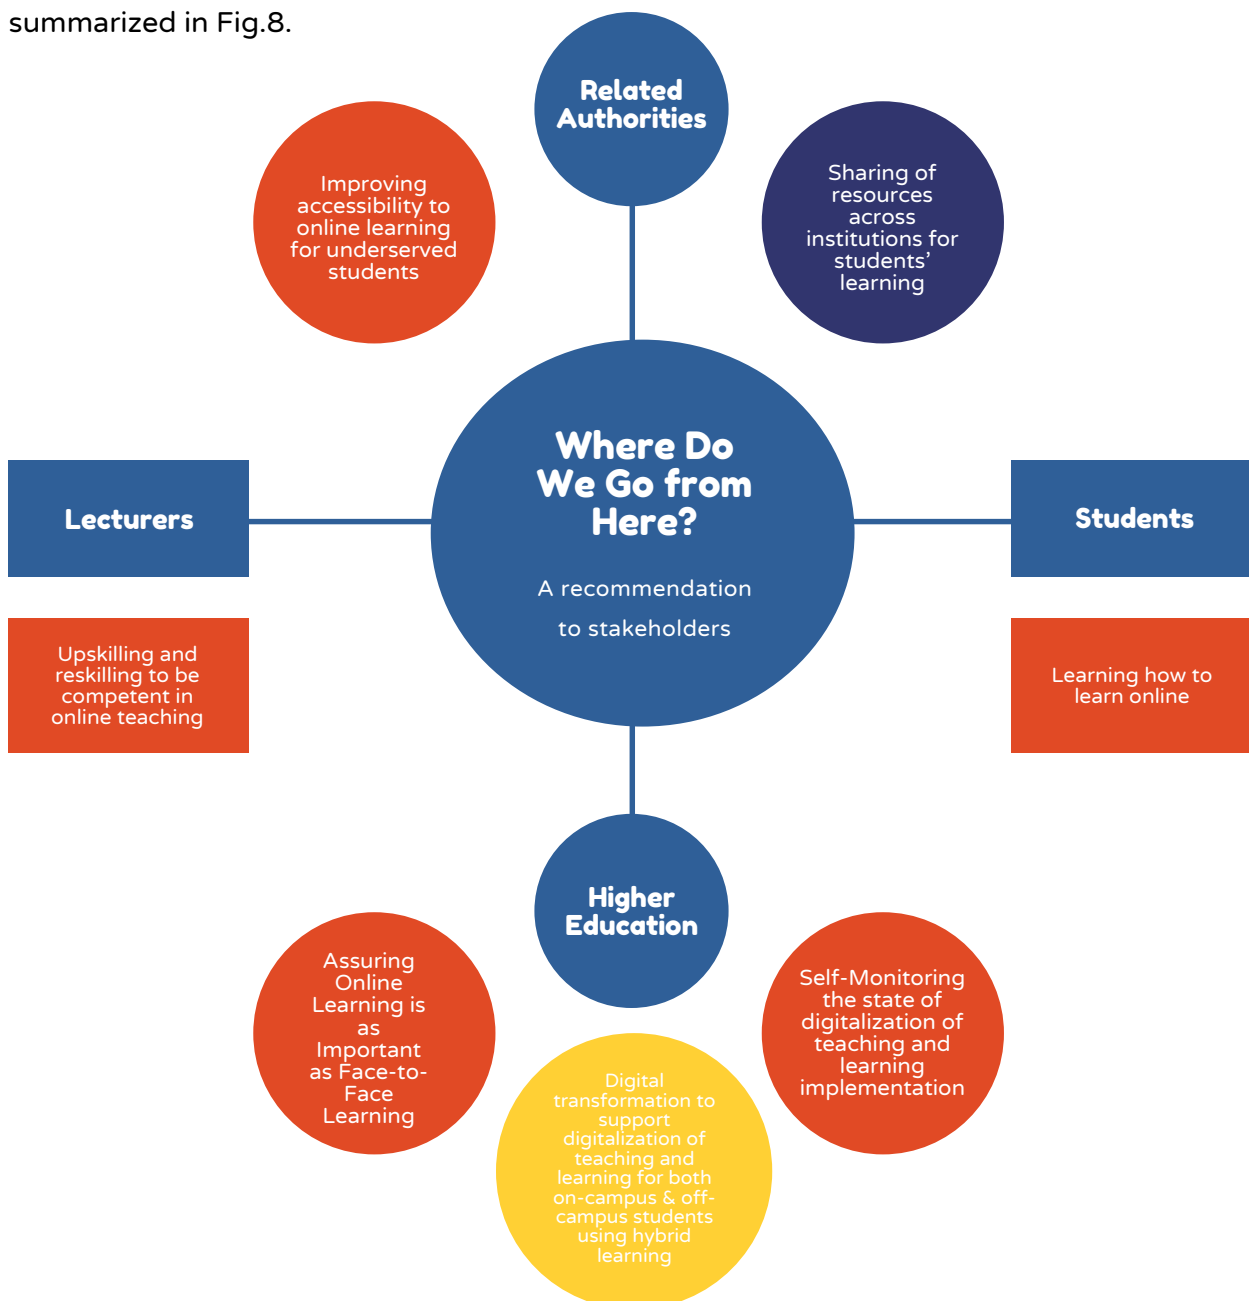 summarized in Fig.8.
Related
Authorities
Improving
accessibility to
online learning
for underserved
students
Sharing of
resources
across
institutions for
students’
learning
Where Do
We Go from
Here?
A recommendation
to stakeholders
Lecturers
Students
Upskilling and
reskilling to be
competent in
online teaching
Learning how to
learn online
Higher
Education
Assuring
Online
Learning is
as
Important
as Face-to-
Face
Learning
Self-Monitoring
the state of
digitalization of
teaching and
learning
implementation
Digital
transformation to
support
digitalization of
teaching and
learning for both
on-campus & off-
campus students
using hybrid
learning